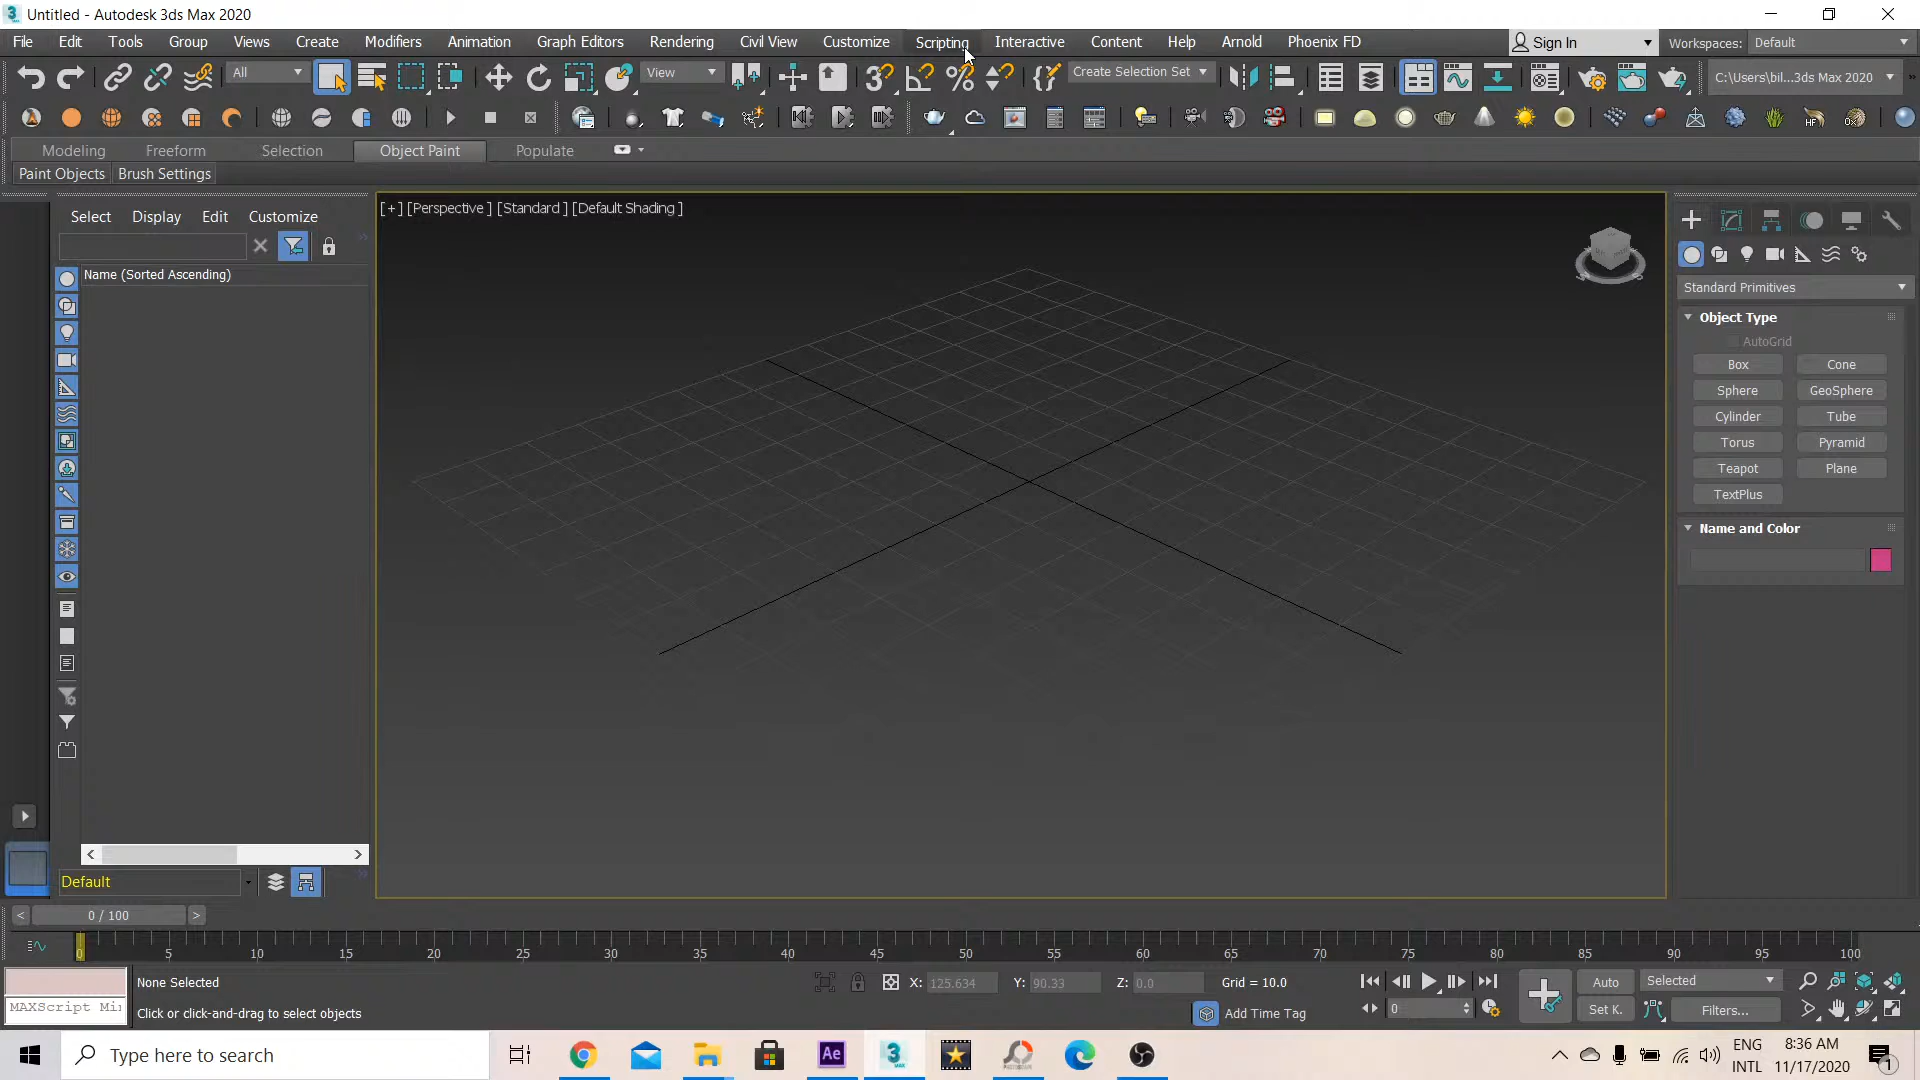 Untitled - Autodesk 3ds Max 2020
File Edit Tools Group Views Create Modifiers Animation Graph Editors Rendering Civil View Customize Scripting Interactive Content Help Arnold Phoenix FD Sign In Workspaces: Default
All View Create Selection Set C:\Users\bil...3ds Max 2020
Modeling Freeform Selection Object Paint Populate
Paint Objects Brush Settings
Select Display Edit Customize
[+] [Perspective ] [Standard ] [Default Shading ]
Name (Sorted Ascending)
Standard Primitives
Object Type
AutoGrid
Box Cone
Sphere GeoSphere
Cylinder Tube
Torus Pyramid
Teapot Plane
TextPlus
Name and Color
Default
< 0 / 100 >
0 5 10 15 20 25 30 35 40 45 50 55 60 65 70 75 80 85 90 95 100
None Selected X: 125.634 Y: 90.33 Z: 0.0 Grid = 10.0 Auto Selected
MAXScript Mi
Click or click-and-drag to select objects Add Time Tag 0 Set K. Filters...
Type here to search
Ae
3
MAX
ENG
INTL
8:36 AM
11/17/2020
1